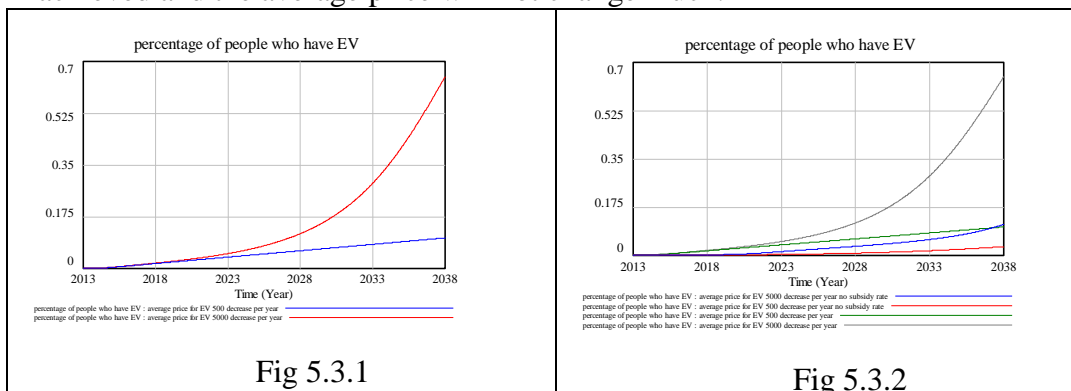 percentage of people who have EV
0.7
0.525
0.35
0.175
0
2013 2018 2023 2028 2033 2038
Time (Year)
percentage of people who have EV : average price for EV 500 decrease per year
percentage of people who have EV : average price for EV 5000 decrease per year
Fig 5.3.1
percentage of people who have EV
0.7
0.525
0.35
0.175
0
2013 2018 2023 2028 2033 2038
Time (Year)
percentage of people who have EV : average price for EV 5000 decrease per year no subsidy rate
percentage of people who have EV : average price for EV 500 decrease per year no subsidy rate
percentage of people who have EV : average price for EV 500 decrease per year
percentage of people who have EV : average price for EV 5000 decrease per year
Fig 5.3.2